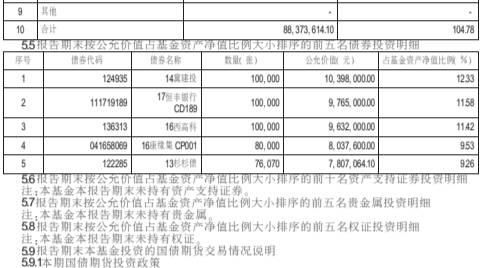 9 其他 - -
10 合计 88,373,614.10 104.78
5.5报告期末按公允价值占基金资产净值比例大小排序的前五名债券投资明细
序号 债券代码 债券名称 数量(张) 公允价值(元) 占基金资产净值比例(%)
1 124935 14冀建投 100,000 10,398,000.00 12.33
2 111719189 17恒丰银行CD189 100,000 9,765,000.00 11.58
3 136313 16西高科 100,000 9,632,000.00 11.42
4 041658069 16康缘集CP001 80,000 8,037,600.00 9.53
5 122285 13杉杉债 76,070 7,807,064.10 9.26
5.6报告期末按公允价值占基金资产净值比例大小排序的前十名资产支持证券投资明细
注:本基金本报告期末未持有资产支持证券。
5.7报告期末按公允价值占基金资产净值比例大小排序的前五名贵金属投资明细
注:本基金本报告期末未持有贵金属。
5.8报告期末按公允价值占基金资产净值比例大小排序的前五名权证投资明细
注:本基金本报告期末未持有权证。
5.9报告期末本基金投资的国债期货交易情况说明
5.9.1本期国债期货投资政策